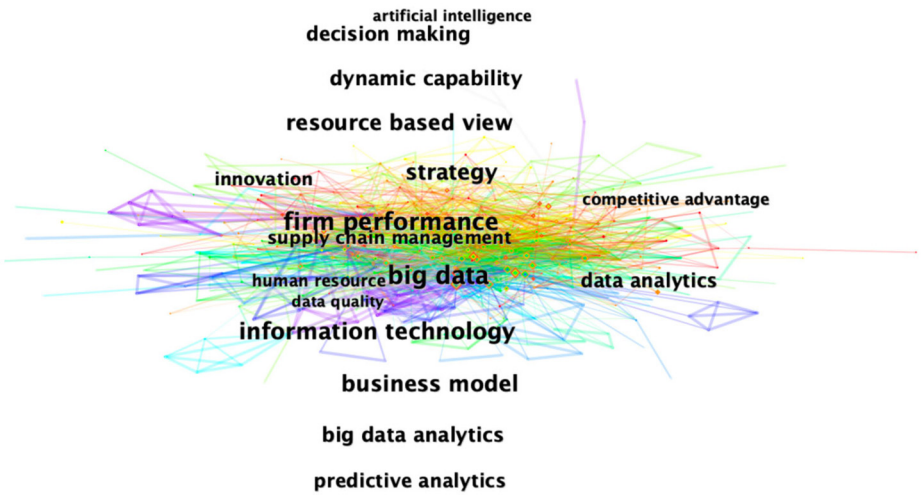 artificial intelligence
decision making
dynamic capability
resource based view
strategy
innovation
competitive advantage
firm performance
supply chain management
big data
human resource
data analytics
data quality
information technology
business model
big data analytics
predictive analytics